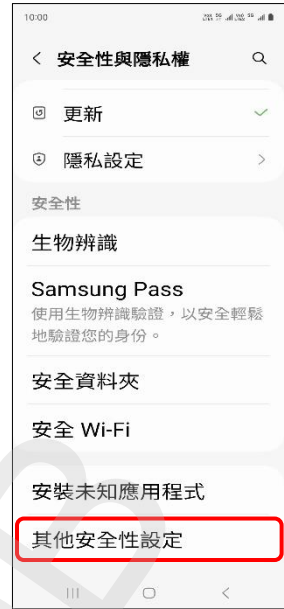 10:00
安全性與隱私權
更新
隱私設定
安全性
生物辨識
Samsung Pass
使用生物辨識驗證，以安全輕鬆
地驗證您的身份。
安全資料夾
安全 Wi-Fi
安裝未知應用程式
其他安全性設定